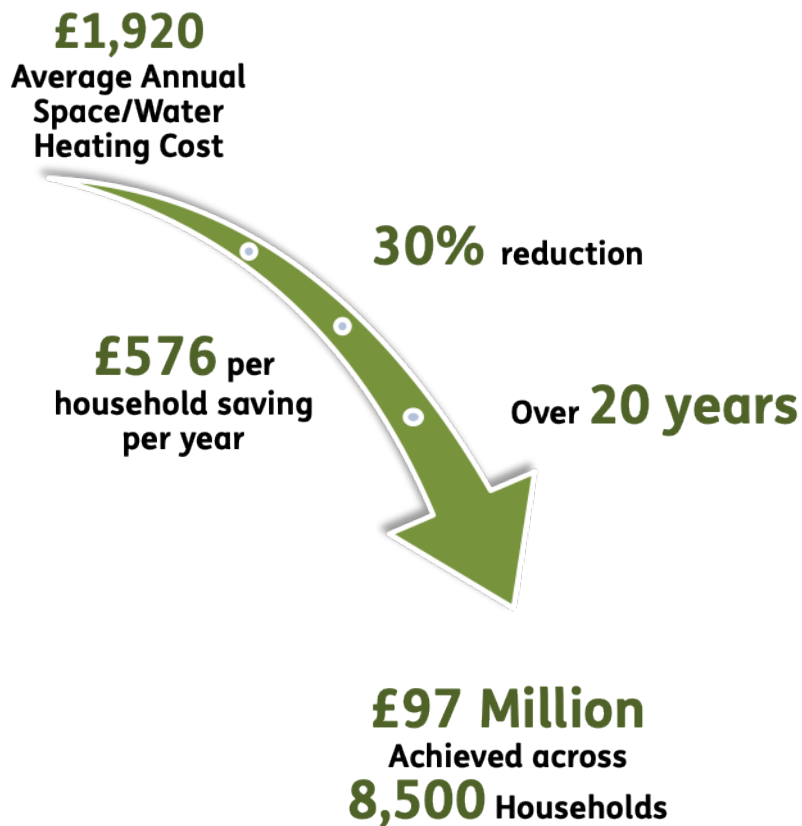 £1,920
Average Annual
Space/Water
Heating Cost
30% reduction
£576 per
household saving
per year
Over 20 years
£97 Million
Achieved across
8,500 Households